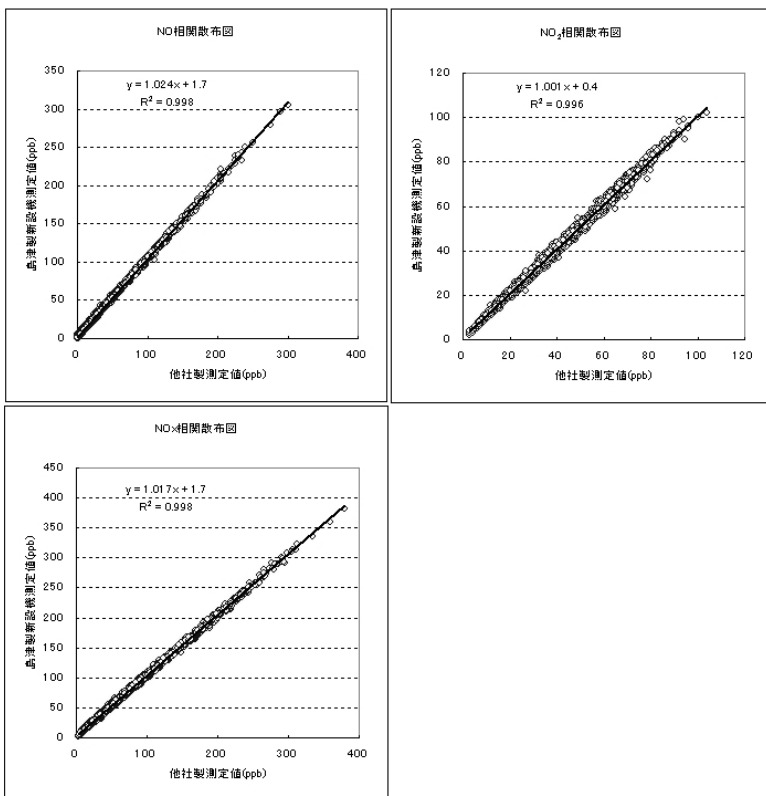 NO相関散布図
y = 1.024x + 1.7
R² = 0.998
350
300
250
200
150
100
50
0
0 100 200 300 400
島津製新設機測定値(ppb)
他社製測定値(ppb)
NO₂相関散布図
y = 1.001x + 0.4
R² = 0.996
120
100
80
60
40
20
0
0 20 40 60 80 100 120
島津製新設機測定値(ppb)
他社製測定値(ppb)
NOx相関散布図
y = 1.017x + 1.7
R² = 0.998
450
400
350
300
250
200
150
100
50
0
0 100 200 300 400
島津製新設機測定値(ppb)
他社製測定値(ppb)